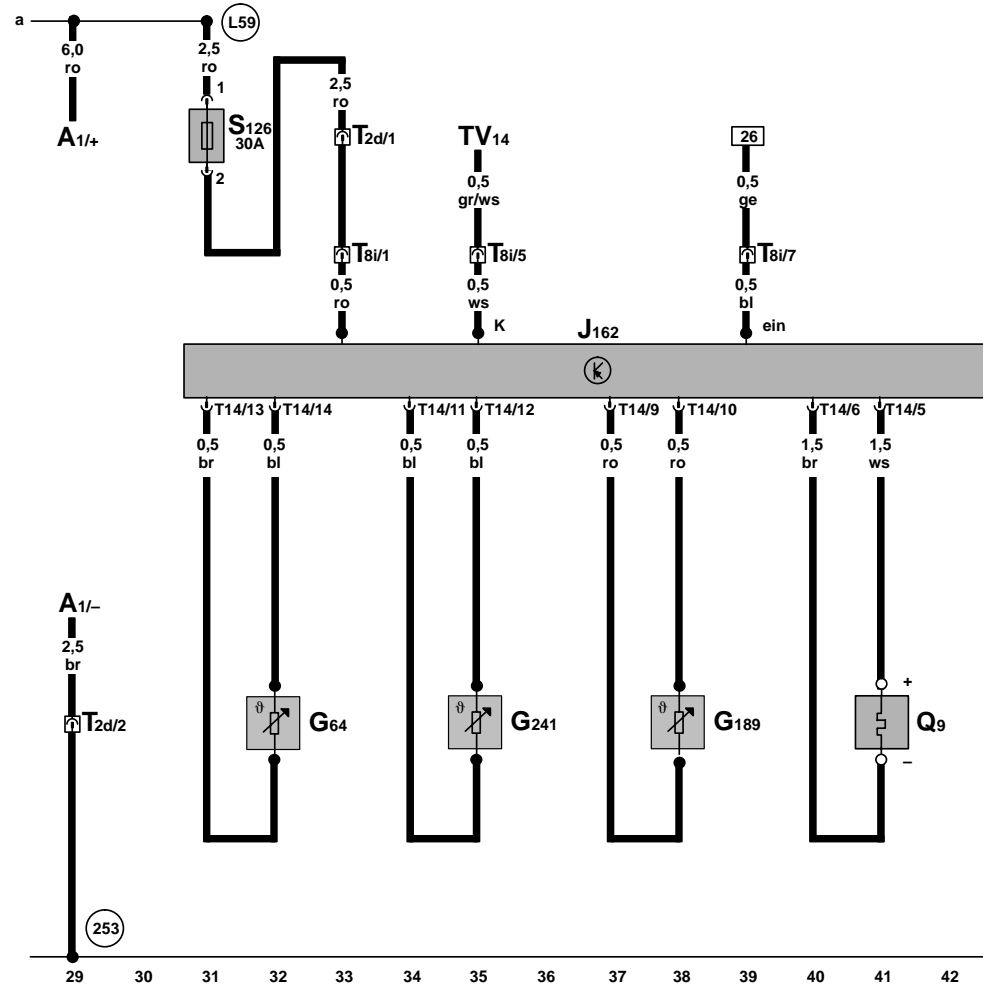 a
L59
6,0
ro
2,5
ro
1
S126
30A
2
A1/+
2,5
ro
T2d/1
TV14
26
0,5
gr/ws
0,5
ge
T8i/1
T8i/5
T8i/7
0,5
ro
0,5
ws
0,5
bl
K
J162
ein
T14/13 T14/14 T14/11 T14/12 T14/9 T14/10 T14/6 T14/5
0,5 0,5 0,5 0,5 0,5 0,5 1,5 1,5
br bl bl bl ro ro br ws
A1/–
2,5
br
T2d/2
ϑ
G64
ϑ
G241
ϑ
G189
+
Q9
–
253
29 30 31 32 33 34 35 36 37 38 39 40 41 42